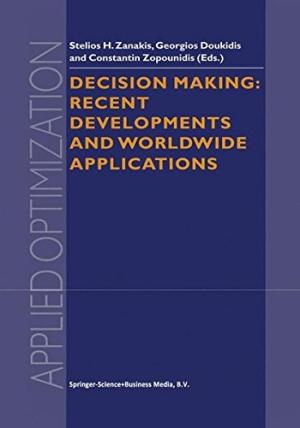 Stelios H. Zanakis, Georgios Doukidis
and Constantin Zopounidis (Eds.)
DECISION MAKING:
RECENT
DEVELOPMENTS
AND WORLDWIDE
APPLICATIONS
APPLIED OPTIMIZATION
Springer-Science+Business Media, B.V.